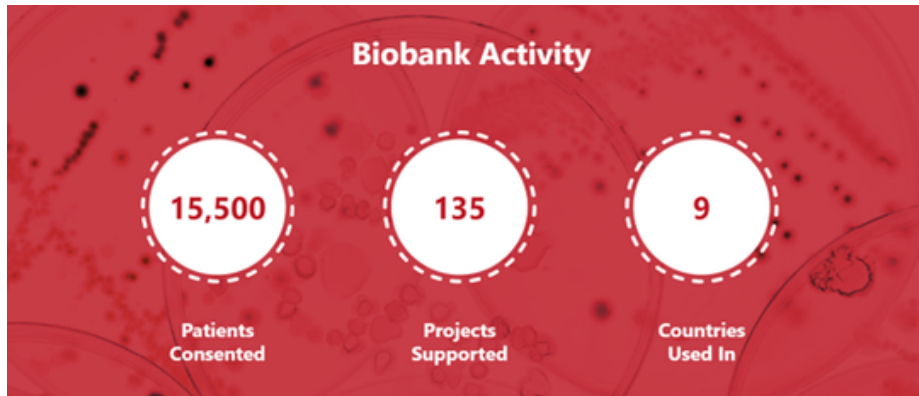 Biobank Activity
15,500
135
9
Patients
Consented
Projects
Supported
Countries
Used In